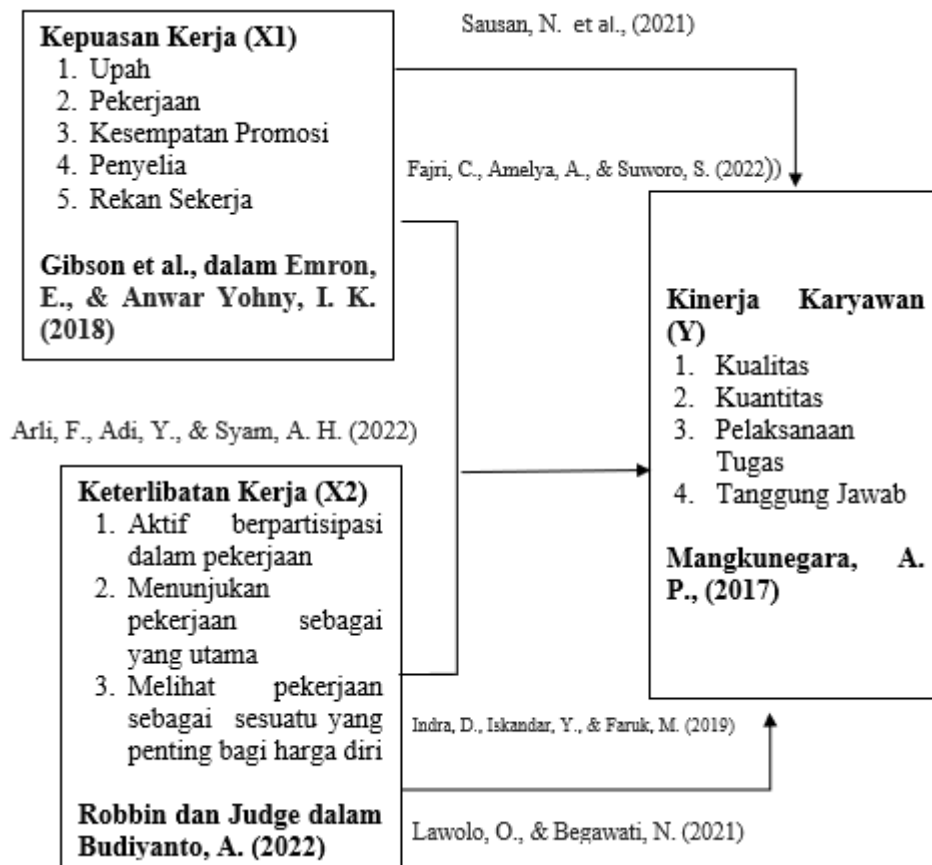 Sausan, N. et al., (2021)
Kepuasan Kerja (X1)
1. Upah
2. Pekerjaan
3. Kesempatan Promosi
4. Penyelia
5. Rekan Sekerja
Gibson et al., dalam Emron,
E., & Anwar Yohny, I. K.
(2018)
Fajri, C., Amelya, A., & Suworo, S. (2022))
Kinerja Karyawan
(Y)
1. Kualitas
2. Kuantitas
3. Pelaksanaan
Tugas
4. Tanggung Jawab
Mangkunegara, A.
P., (2017)
Arli, F., Adi, Y., & Syam, A. H. (2022)
Keterlibatan Kerja (X2)
1. Aktif berpartisipasi
dalam pekerjaan
2. Menunjukan
pekerjaan sebagai
yang utama
3. Melihat pekerjaan
sebagai sesuatu yang
penting bagi harga diri
Robbin dan Judge dalam
Budiyanto, A. (2022)
Indra, D., Iskandar, Y., & Faruk, M. (2019)
Lawolo, O., & Begawati, N. (2021)